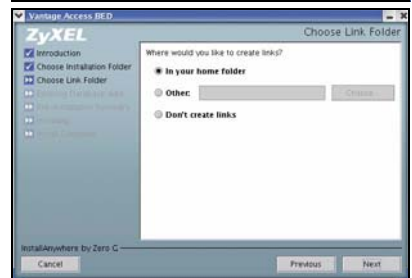 Vantage Access BED
ZyXEL
Choose Link Folder
Introduction
Choose Installation Folder
Choose Link Folder
Where would you like to create links?
In your home folder
Other:
Choose...
Don't create links
InstallAnywhere by Zero G
Cancel
Previous
Next